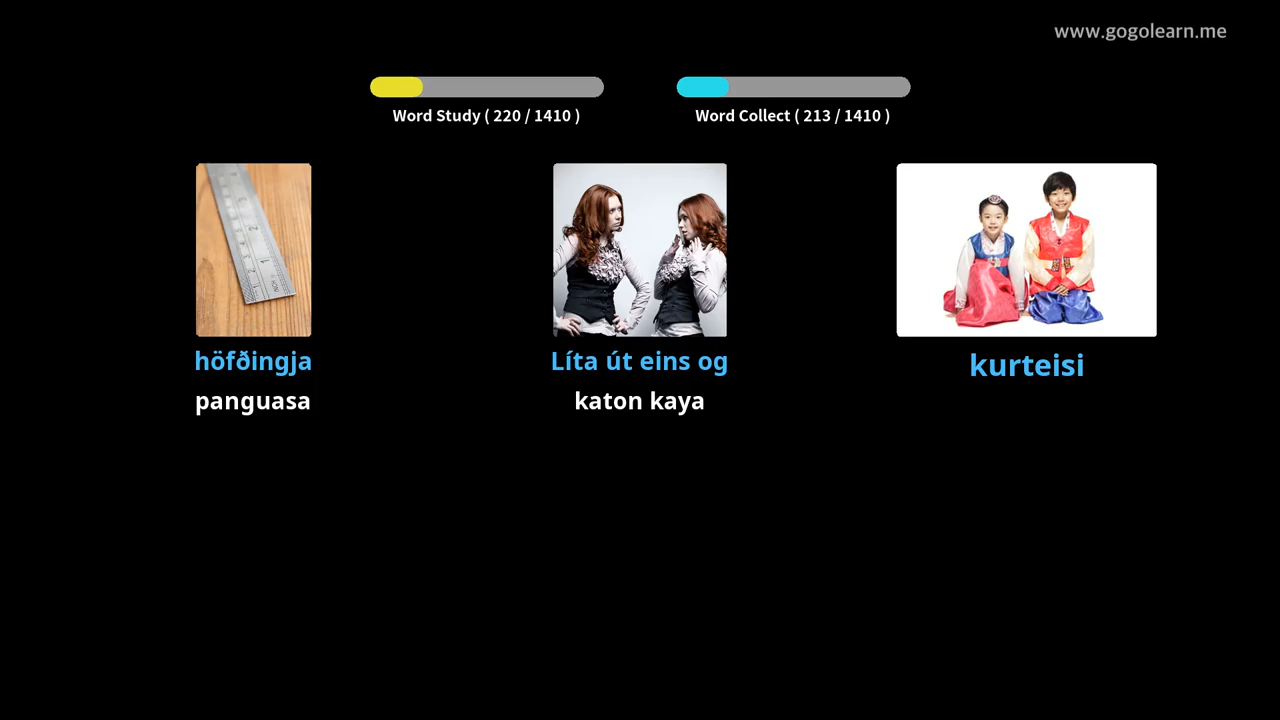 www.gogolearn.me
Word Study ( 220 / 1410 )
Word Collect ( 213 / 1410 )
höfðingja
panguasa
Líta út eins og
katon kaya
kurteisi